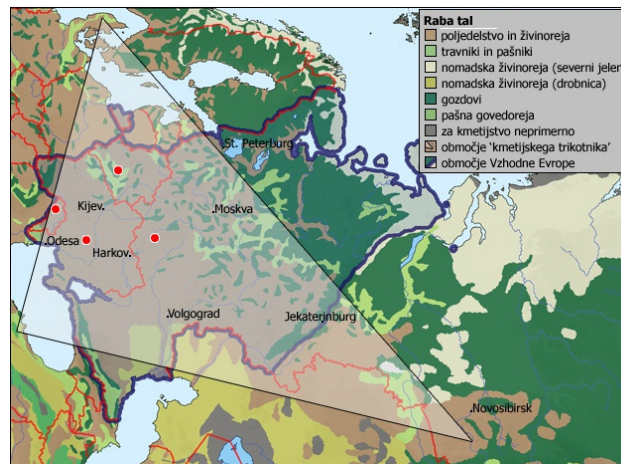 Raba tal
poljedelstvo in živinoreja
travniki in pašniki
nomadska živinoreja (severni jelen
nomadska živinoreja (drobnica)
gozdovi
pašna govedoreja
za kmetijstvo neprimerno
območje ‘kmetijskega trikotnika’
območje Vzhodne Evrope
St. Peterburg
Kijev.
.Moskva
.Odesa
Harkov.
.Volgograd
Jekaterinburg
.Novosibirsk